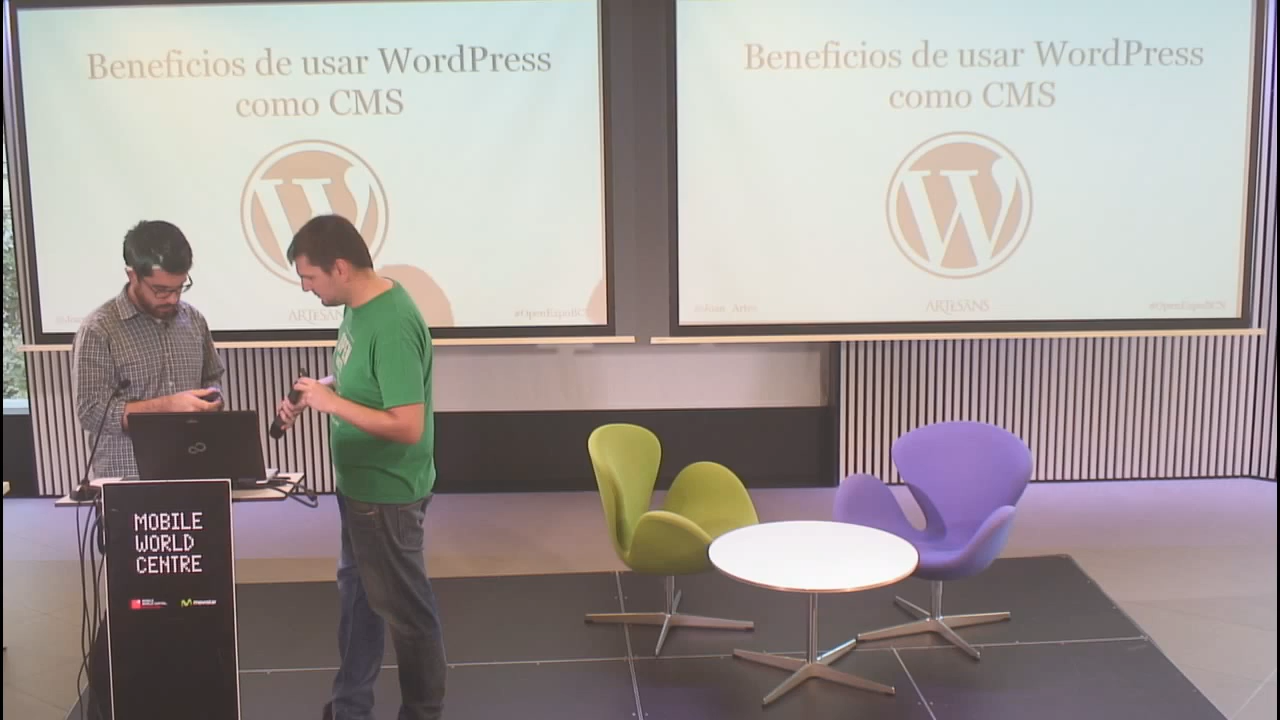 Beneficios de usar WordPress
como CMS
W
ARTESANS
#OpenExpoBCN
Beneficios de usar WordPress
como CMS
W
@Joan_Artes
ARTESANS
#OpenExpoBCN
MOBILE
WORLD
CENTRE
movistar